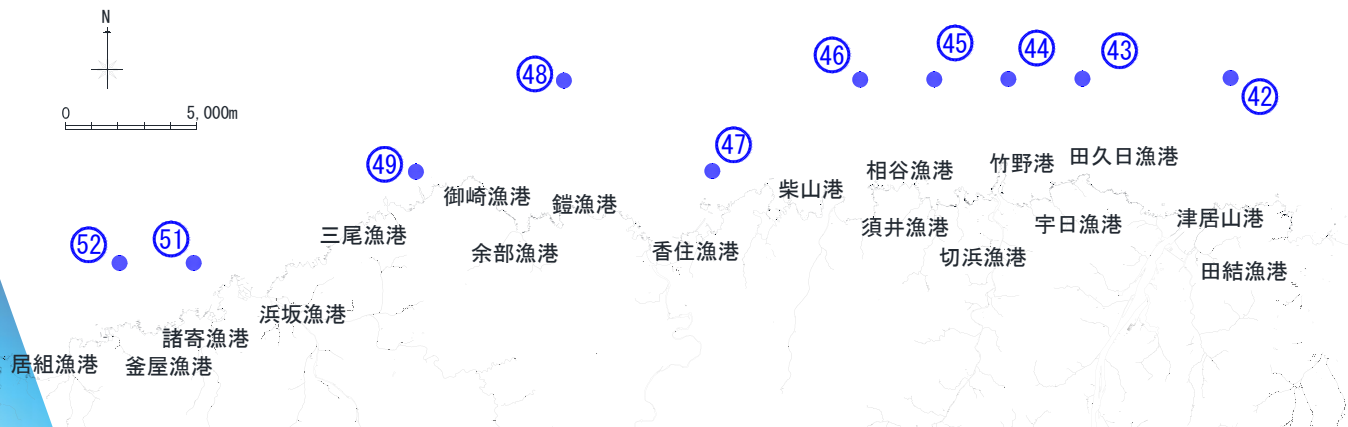 N
0 5,000m
㊻
㊺
㊹
㊸
㊽
㊷
㊼
㊾
52
51
御崎漁港
鎧漁港
柴山港
相谷漁港
竹野港
田久日漁港
三尾漁港
余部漁港
香住漁港
須井漁港
切浜漁港
宇日漁港
津居山港
田結漁港
浜坂漁港
諸寄漁港
居組漁港
釜屋漁港